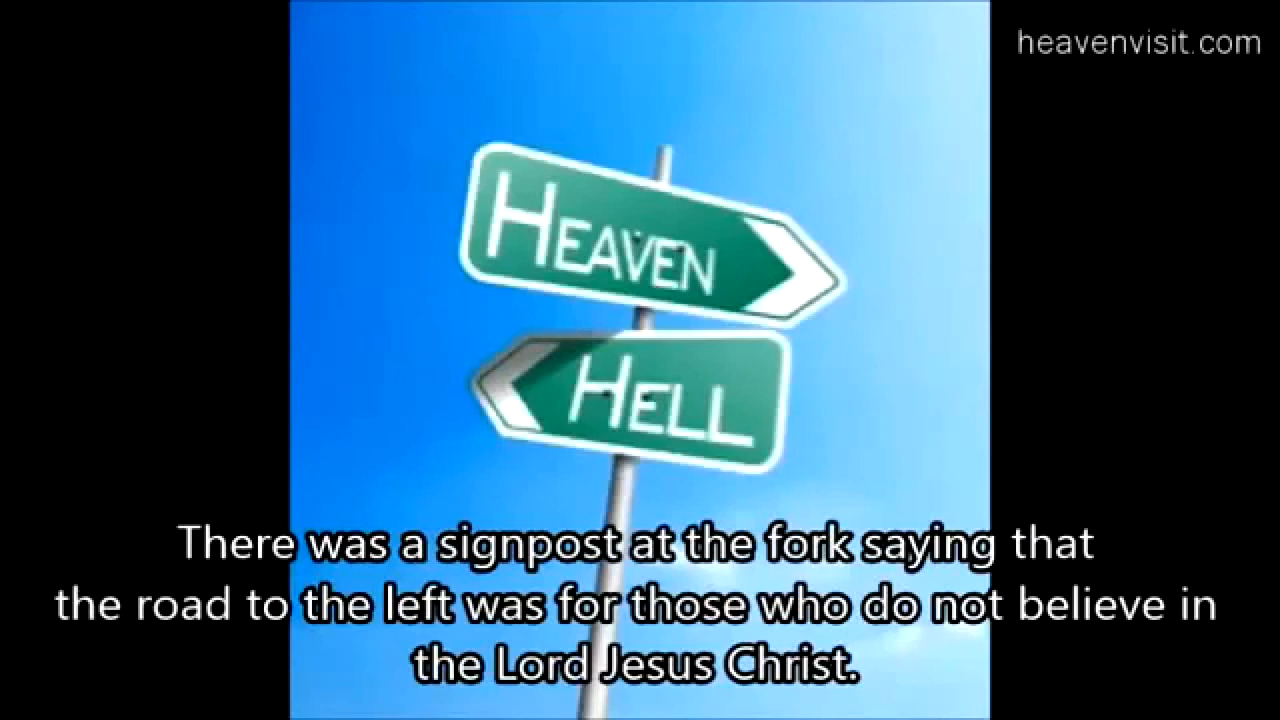 heavenvisit.com
HEAVEN
HELL
There was a signpost at the fork saying that
the road to the left was for those who do not believe in
the Lord Jesus Christ.